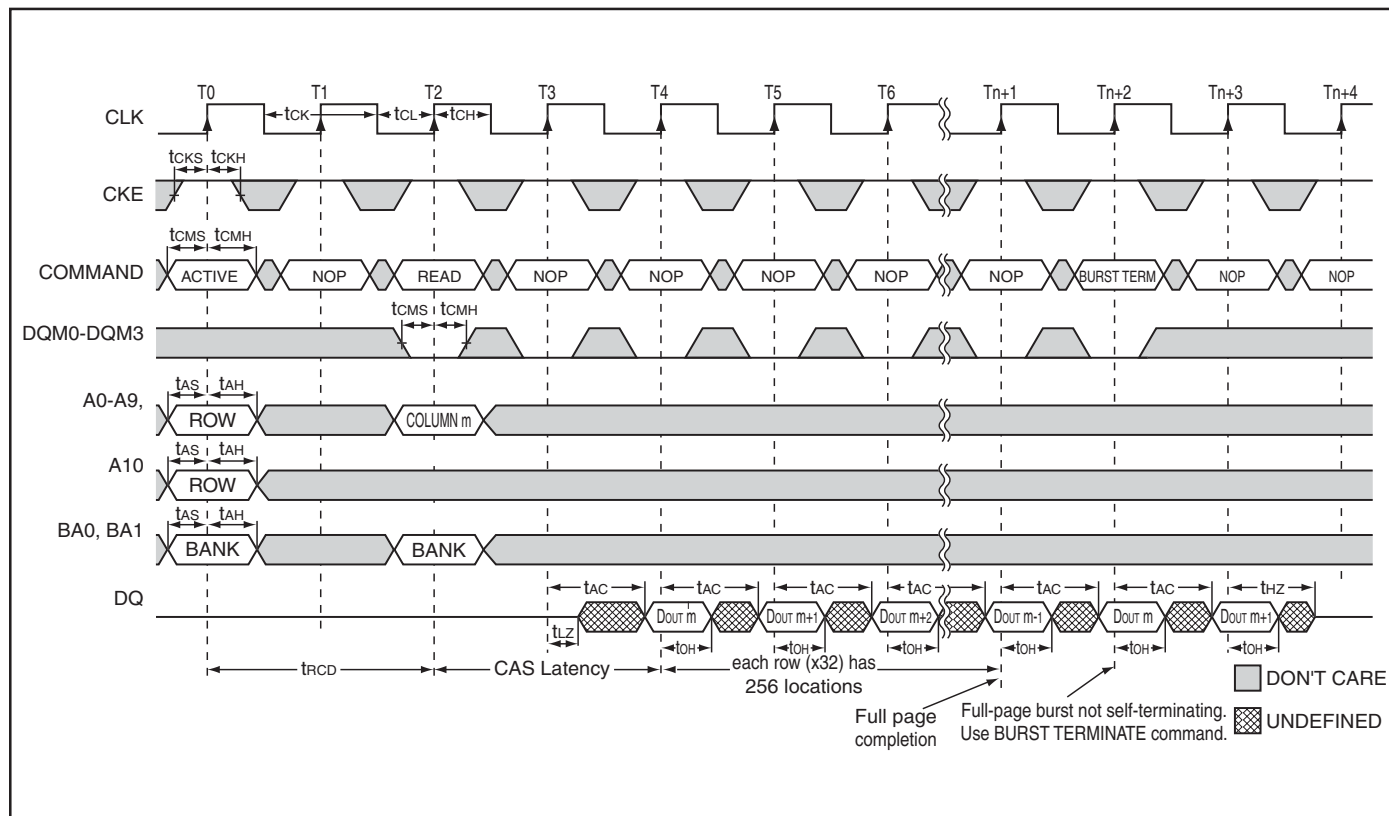 T0 T1 T2 T3 T4 T5 T6 Tn+1 Tn+2 Tn+3 Tn+4
CLK
tCK tCL tCH
tCKS tCKH
CKE
tCMS tCMH
COMMAND ACTIVE NOP READ NOP NOP NOP NOP NOP BURST TERM NOP NOP
tCMS tCMH
DQM0-DQM3
tAS tAH
A0-A9, ROW COLUMN m
tAS tAH
A10 ROW
tAS tAH
BA0, BA1 BANK BANK
tAC tAC tAC tAC tAC tAC tHZ
DQ DOUT m DOUT m+1 DOUT m+2 DOUT m-1 DOUT m DOUT m+1
tLZ tOH tOH tOH tOH tOH tOH
tRCD CAS Latency each row (x32) has
256 locations
DON'T CARE
UNDEFINED
Full page
completion
Full-page burst not self-terminating.
Use BURST TERMINATE command.